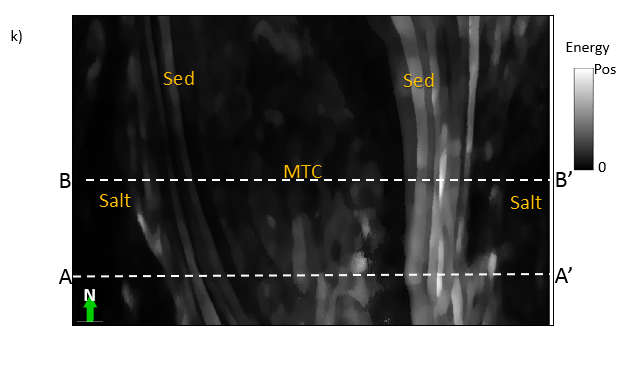 k)
Energy
Pos
0
Sed
Sed
MTC
B
B’
Salt
Salt
A
A’
N